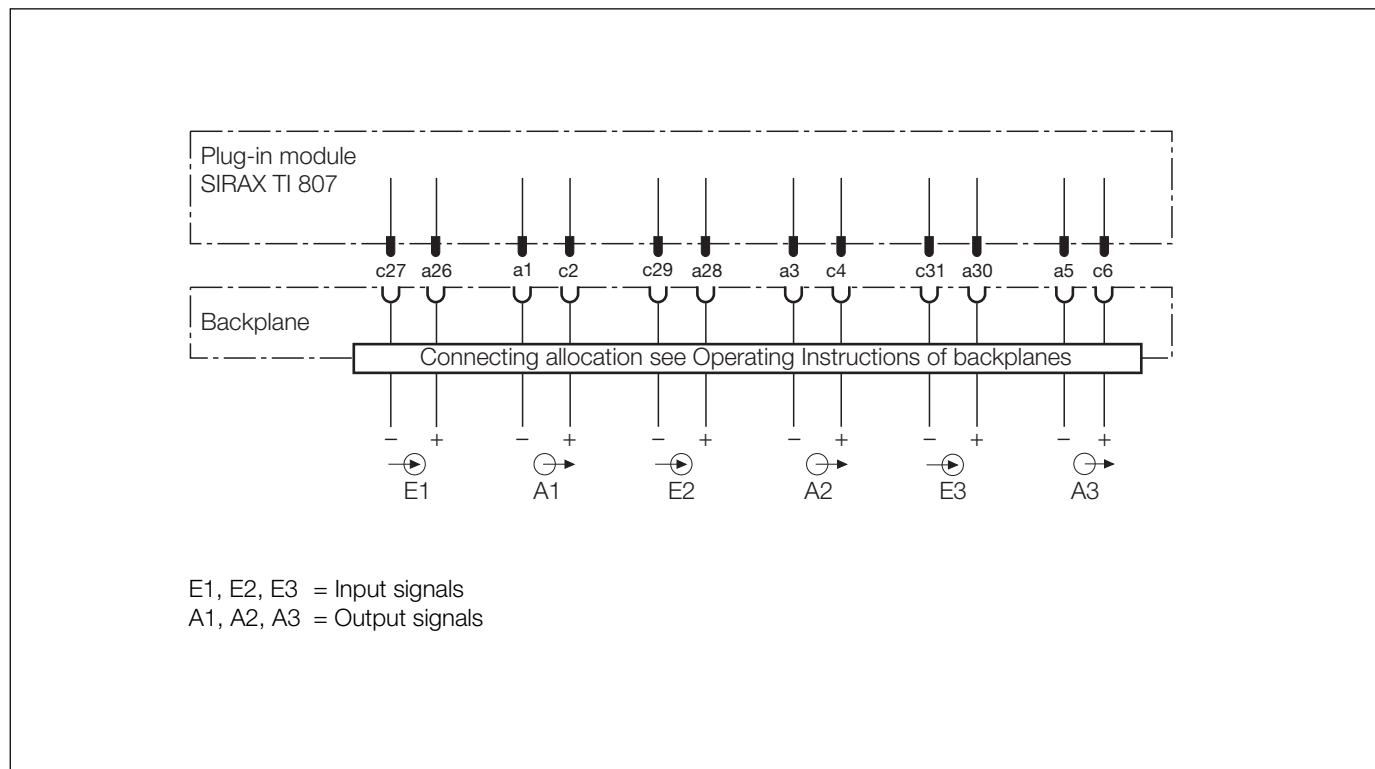 Plug-in module
SIRAX TI 807
c27 a26 a1 c2 c29 a28 a3 c4 c31 a30 a5 c6
Backplane
Connecting allocation see Operating Instructions of backplanes
− + − + − + − + − + − +
E1 A1 E2 A2 E3 A3
E1, E2, E3 = Input signals
A1, A2, A3 = Output signals